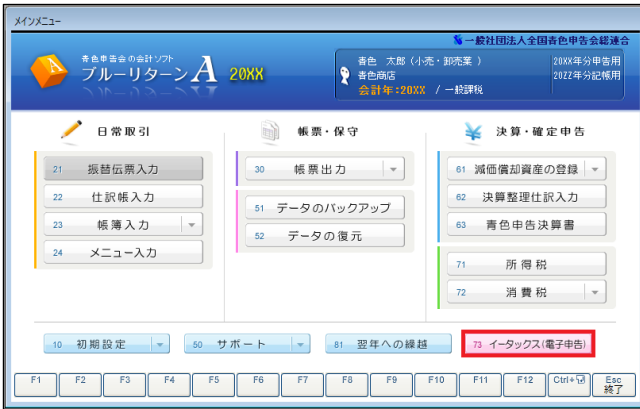 メインメニュー
一般社団法人全国青色申告会総連合
青色申告会の会計ソフト
ブルーリターンA 20XX
青色 太郎（小売・卸売業 ）
青色商店
会計年:20XX / 一般課税
20XX年分申告用
20ZZ年分記帳用
日常取引
21 振替伝票入力
22 仕訳帳入力
23 帳簿入力
24 メニュー入力
帳票・保守
30 帳票出力
51 データのバックアップ
52 データの復元
決算・確定申告
61 減価償却資産の登録
62 決算整理仕訳入力
63 青色申告決算書
71 所得税
72 消費税
10 初期設定
50 サポート
81 翌年への繰越
73 イータックス(電子申告)
F1 F2 F3 F4 F5 F6 F7 F8 F9 F10 F11 F12 Ctrl+ Esc
終了